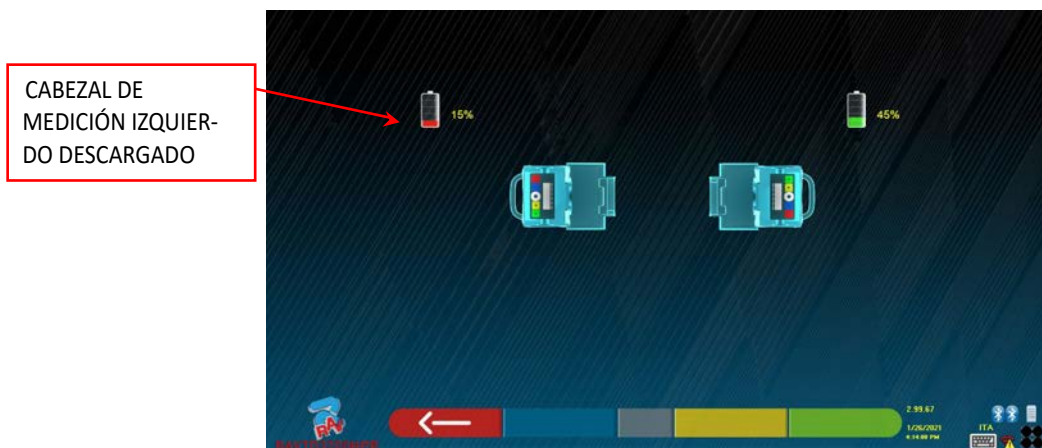 CABEZAL DE
MEDICIÓN IZQUIER-
DO DESCARGADO
15%
45%
2.99.67
1/26/2021
ITA